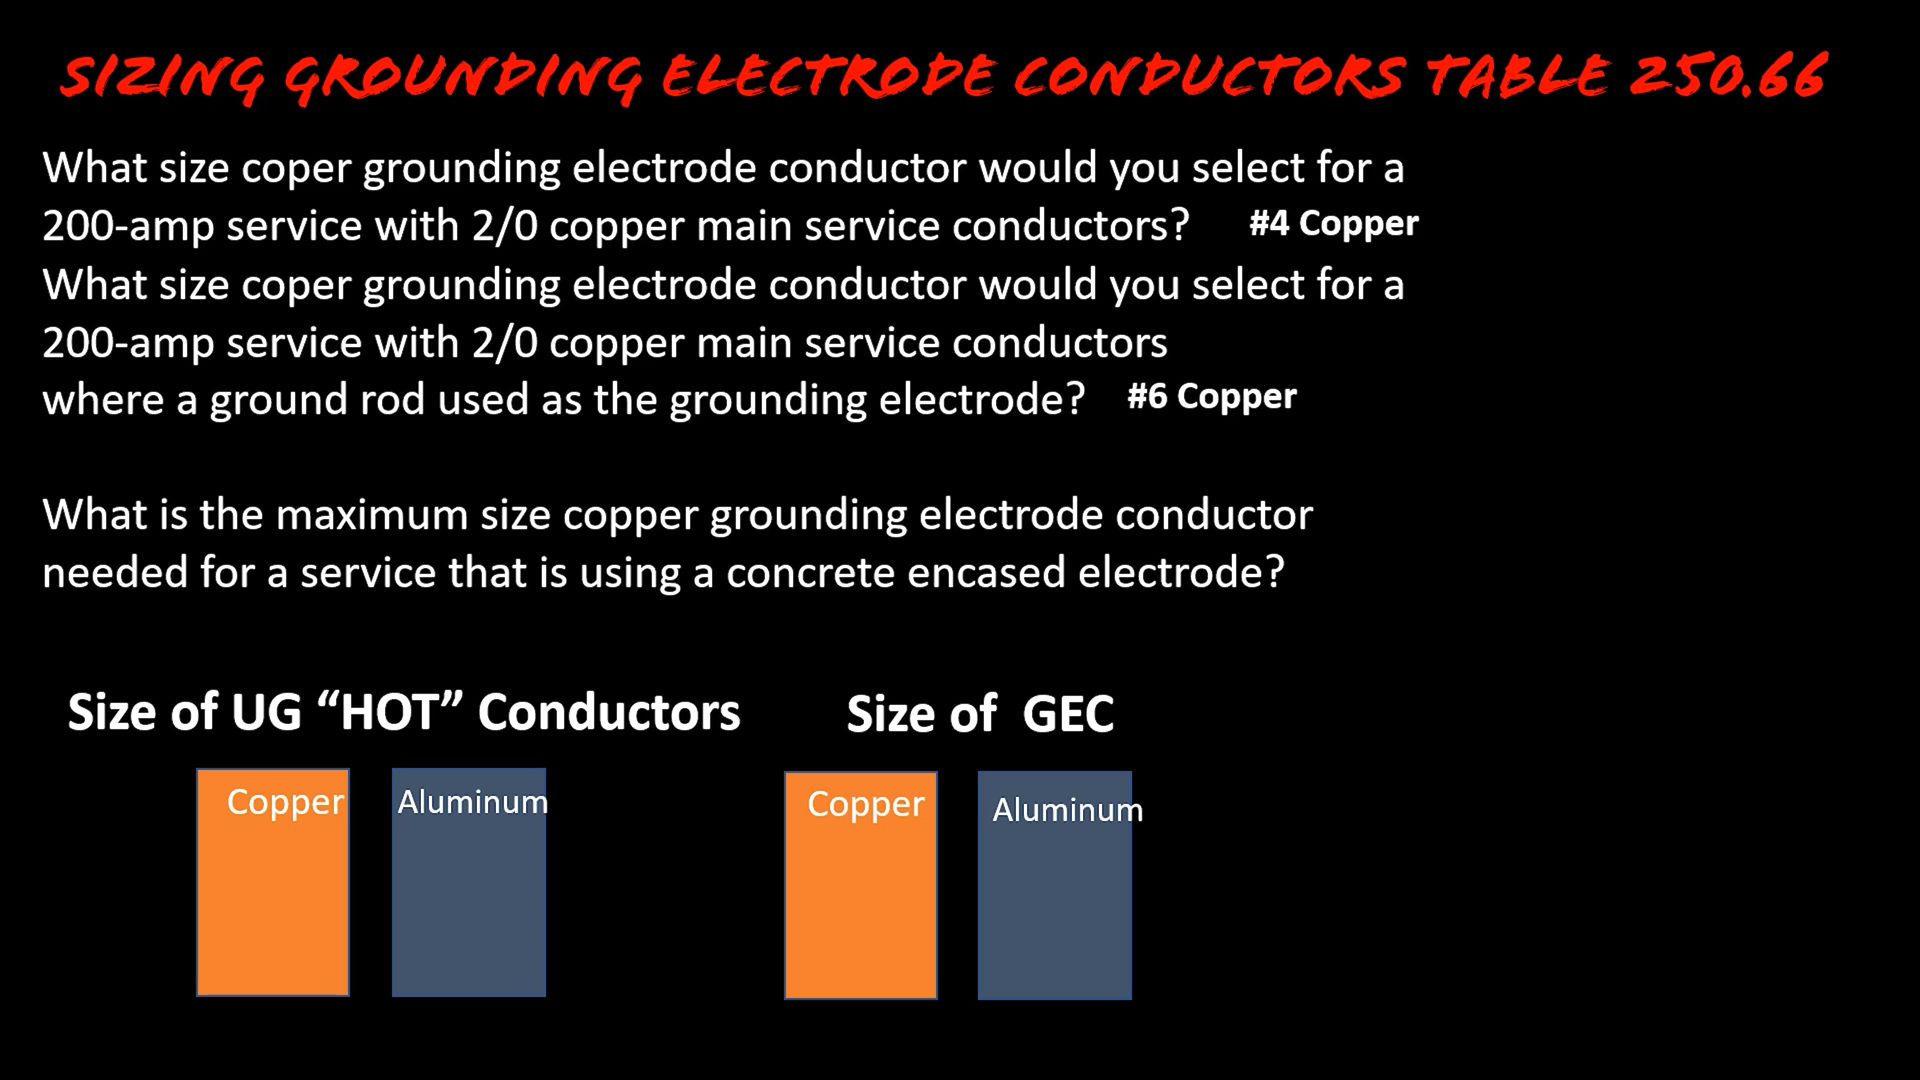 SIZING GROUNDING ELECTRODE CONDUCTORS TABLE 250.66
What size coper grounding electrode conductor would you select for a
200-amp service with 2/0 copper main service conductors? #4 Copper
What size coper grounding electrode conductor would you select for a
200-amp service with 2/0 copper main service conductors
where a ground rod used as the grounding electrode? #6 Copper
What is the maximum size copper grounding electrode conductor
needed for a service that is using a concrete encased electrode?
Size of UG “HOT” Conductors Size of GEC
Copper Aluminum Copper Aluminum